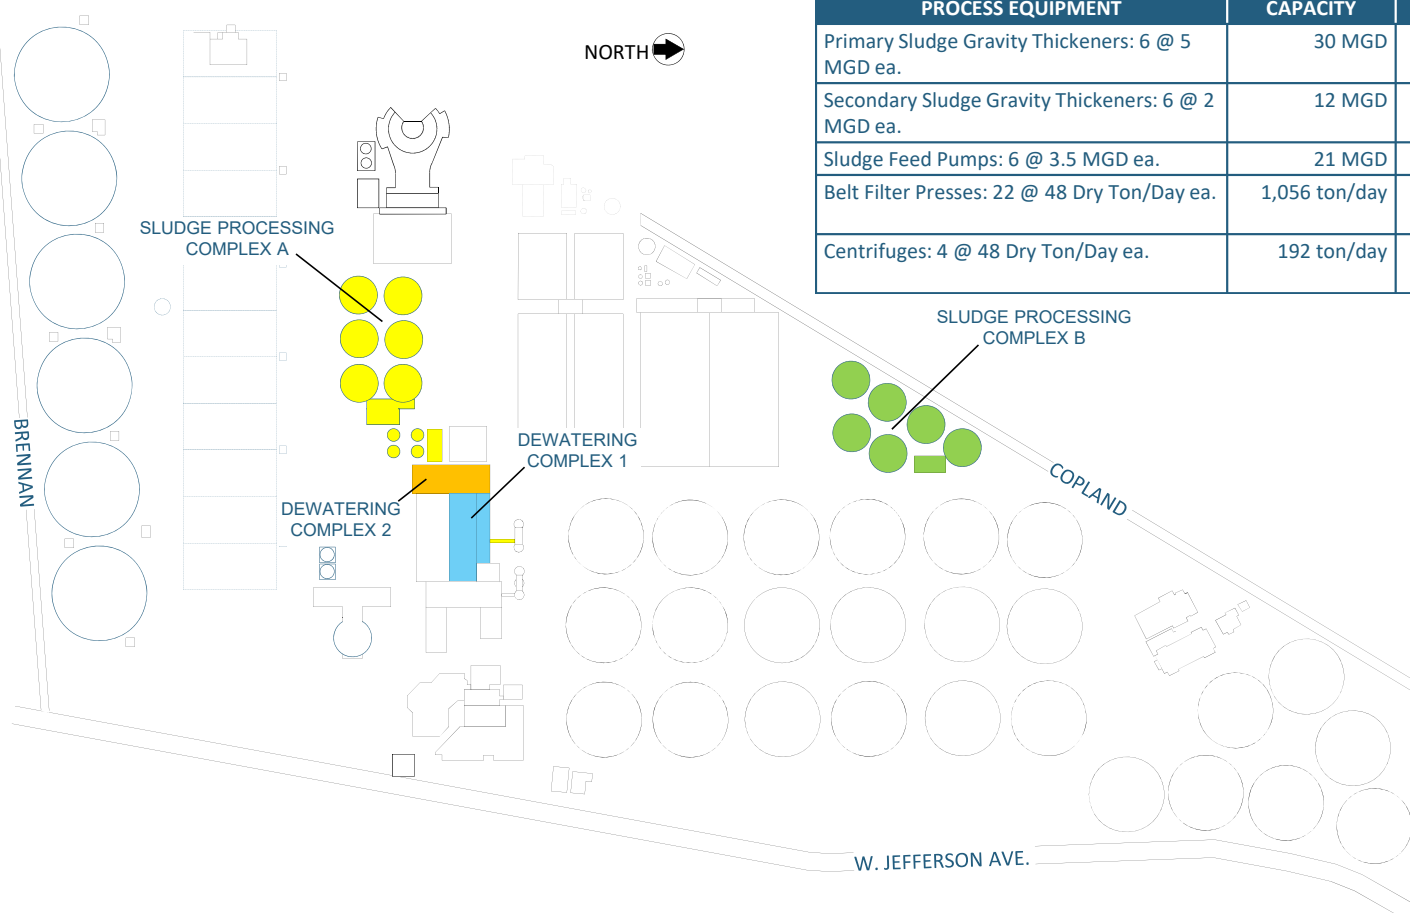 PROCESS EQUIPMENT CAPACITY
NORTH
Primary Sludge Gravity Thickeners: 6 @ 5 30 MGD
MGD ea.
Secondary Sludge Gravity Thickeners: 6 @ 2 12 MGD
MGD ea.
Sludge Feed Pumps: 6 @ 3.5 MGD ea. 21 MGD
Belt Filter Presses: 22 @ 48 Dry Ton/Day ea. 1,056 ton/day
Centrifuges: 4 @ 48 Dry Ton/Day ea. 192 ton/day
SLUDGE PROCESSING
COMPLEX A
SLUDGE PROCESSING
COMPLEX B
BRENNAN
DEWATERING
COMPLEX 1
COPLAND
DEWATERING
COMPLEX 2
W. JEFFERSON AVE.